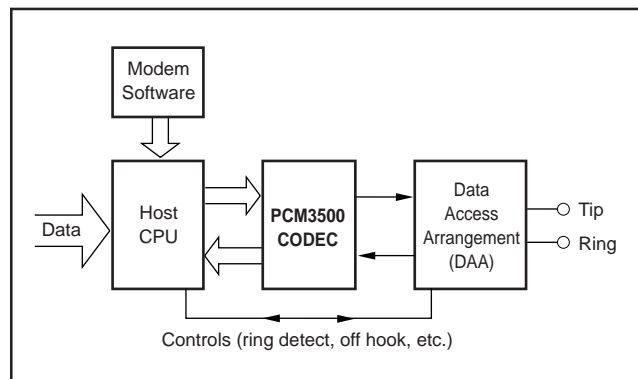 Modem
Software
Data
Host
CPU
PCM3500
CODEC
Data
Access
Arrangement
(DAA)
Tip
Ring
Controls (ring detect, off hook, etc.)